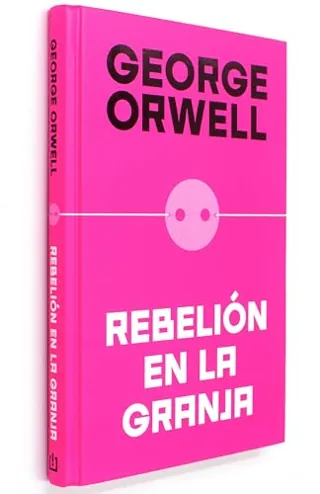 GEORGE
ORWELL
REBELIÓN
EN LA
GRANJA
GEORGE ORWELL
REBELIÓN EN LA GRANJA